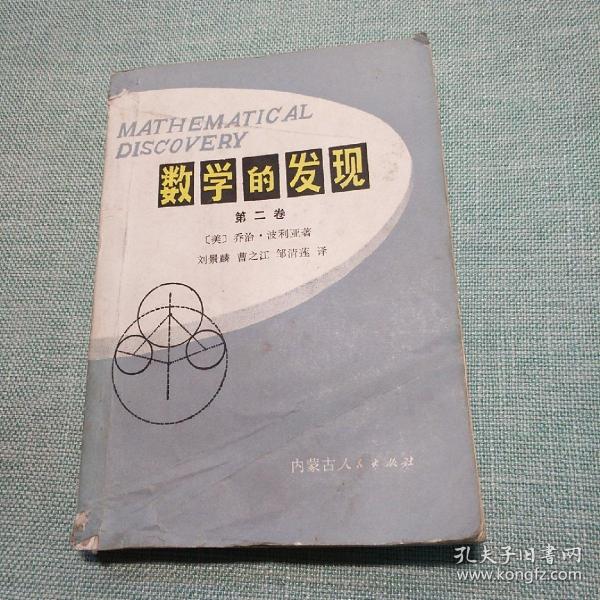 MATHEMATICAL
DISCOVERY
数学的发现
第二卷
〔美〕乔治·波利亚著
刘景麟 曹之江 邹清莲 译
内蒙古人民出版社
孔夫子旧书网
www.kongfz.com